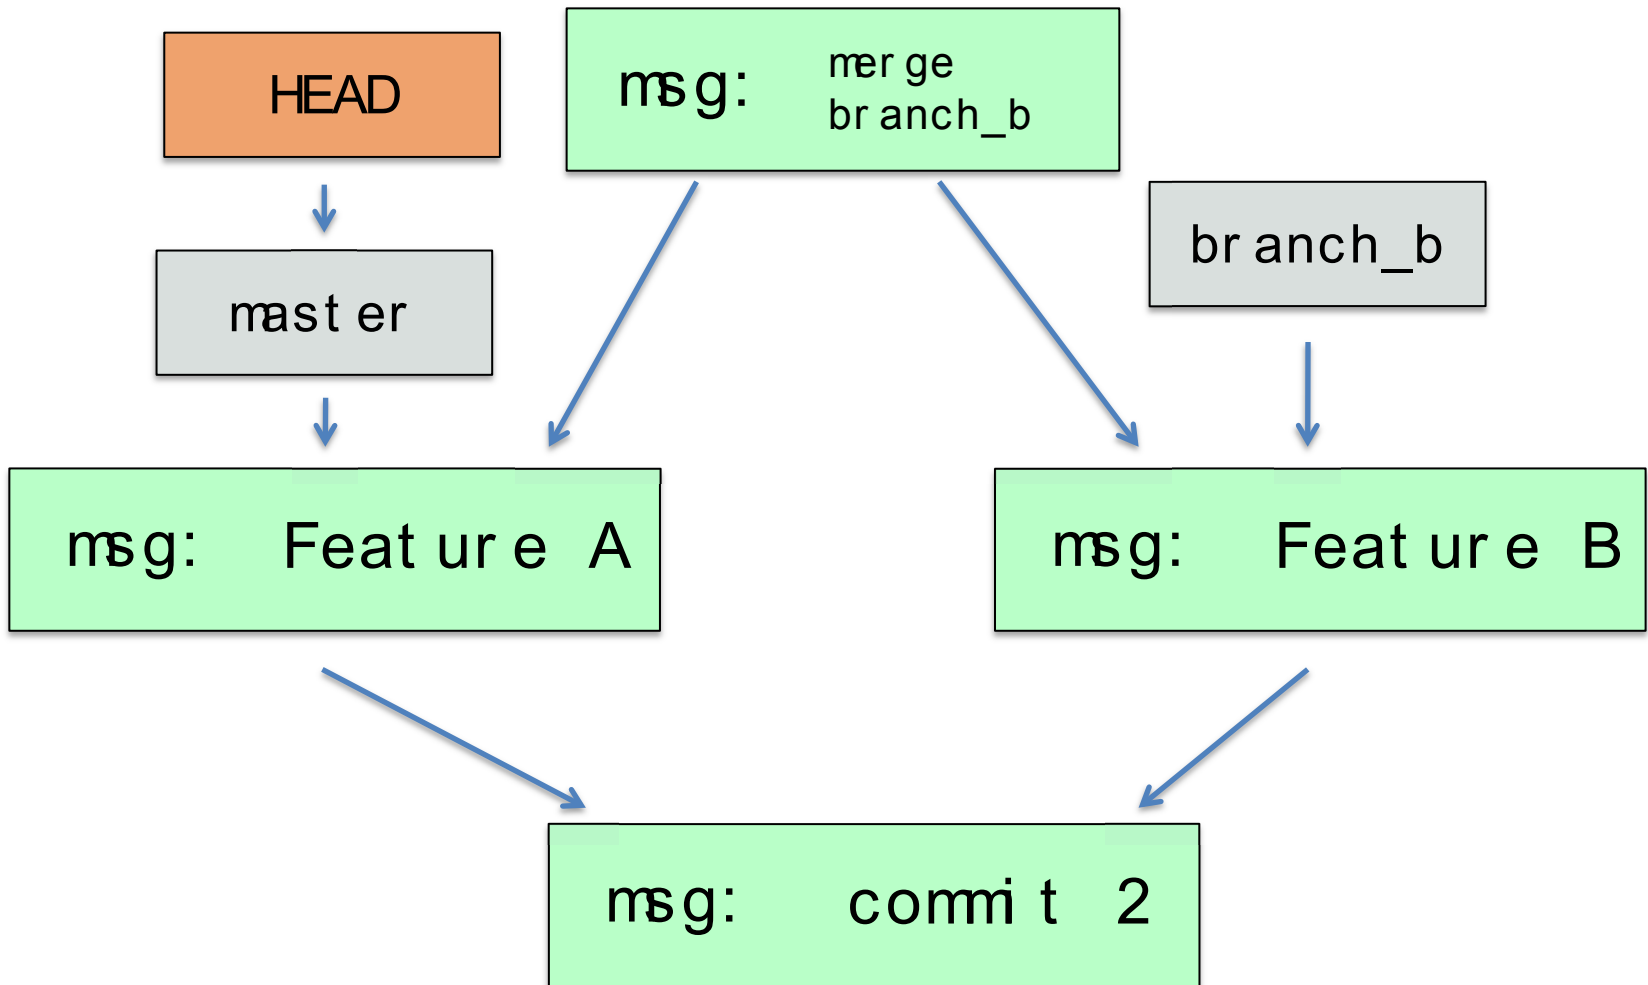 HEAD
msg: merge
branch_b
branch_b
master
msg: Feature A
msg: Feature B
msg: commit 2